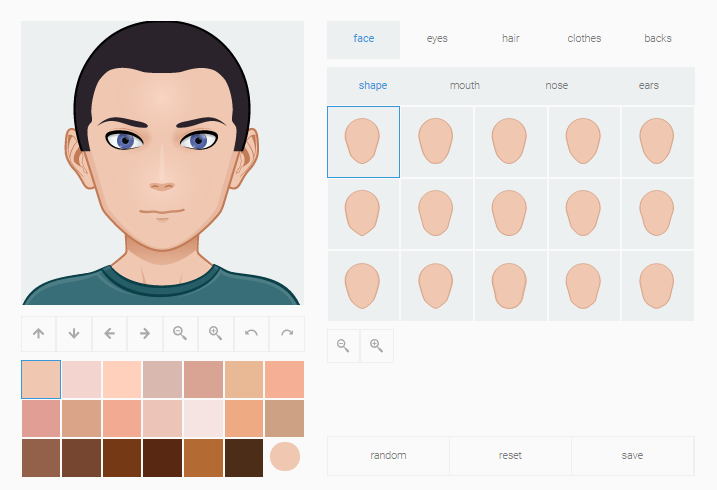 face eyes hair clothes backs
shape mouth nose ears
random reset save